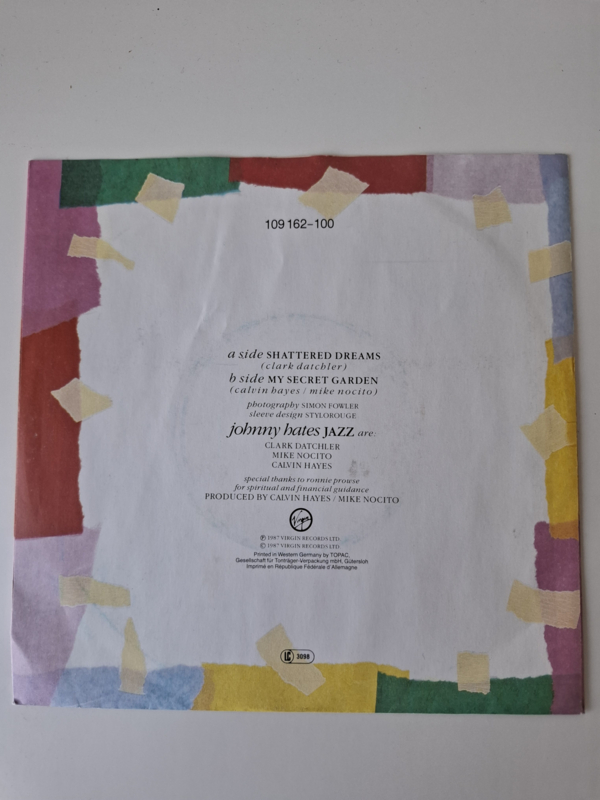 109 162-100
a side SHATTERED DREAMS
(clark datchler)
b side MY SECRET GARDEN
(calvin hayes / mike nocito)
photography SIMON FOWLER
sleeve design STYLOROUGE
johnny hates JAZZ are:
CLARK DATCHLER
MIKE NOCITO
CALVIN HAYES
special thanks to ronnie prowse
for spiritual and financial guidance
PRODUCED BY CALVIN HAYES / MIKE NOCITO
Virgin
℗ 1987 VIRGIN RECORDS LTD.
© 1987 VIRGIN RECORDS LTD.
Printed in Western Germany by TOPAC,
Gesellschaft für Tonträger-Verpackung mbH, Gütersloh
Imprimé en République Fédérale d'Allemagne
LC 3098